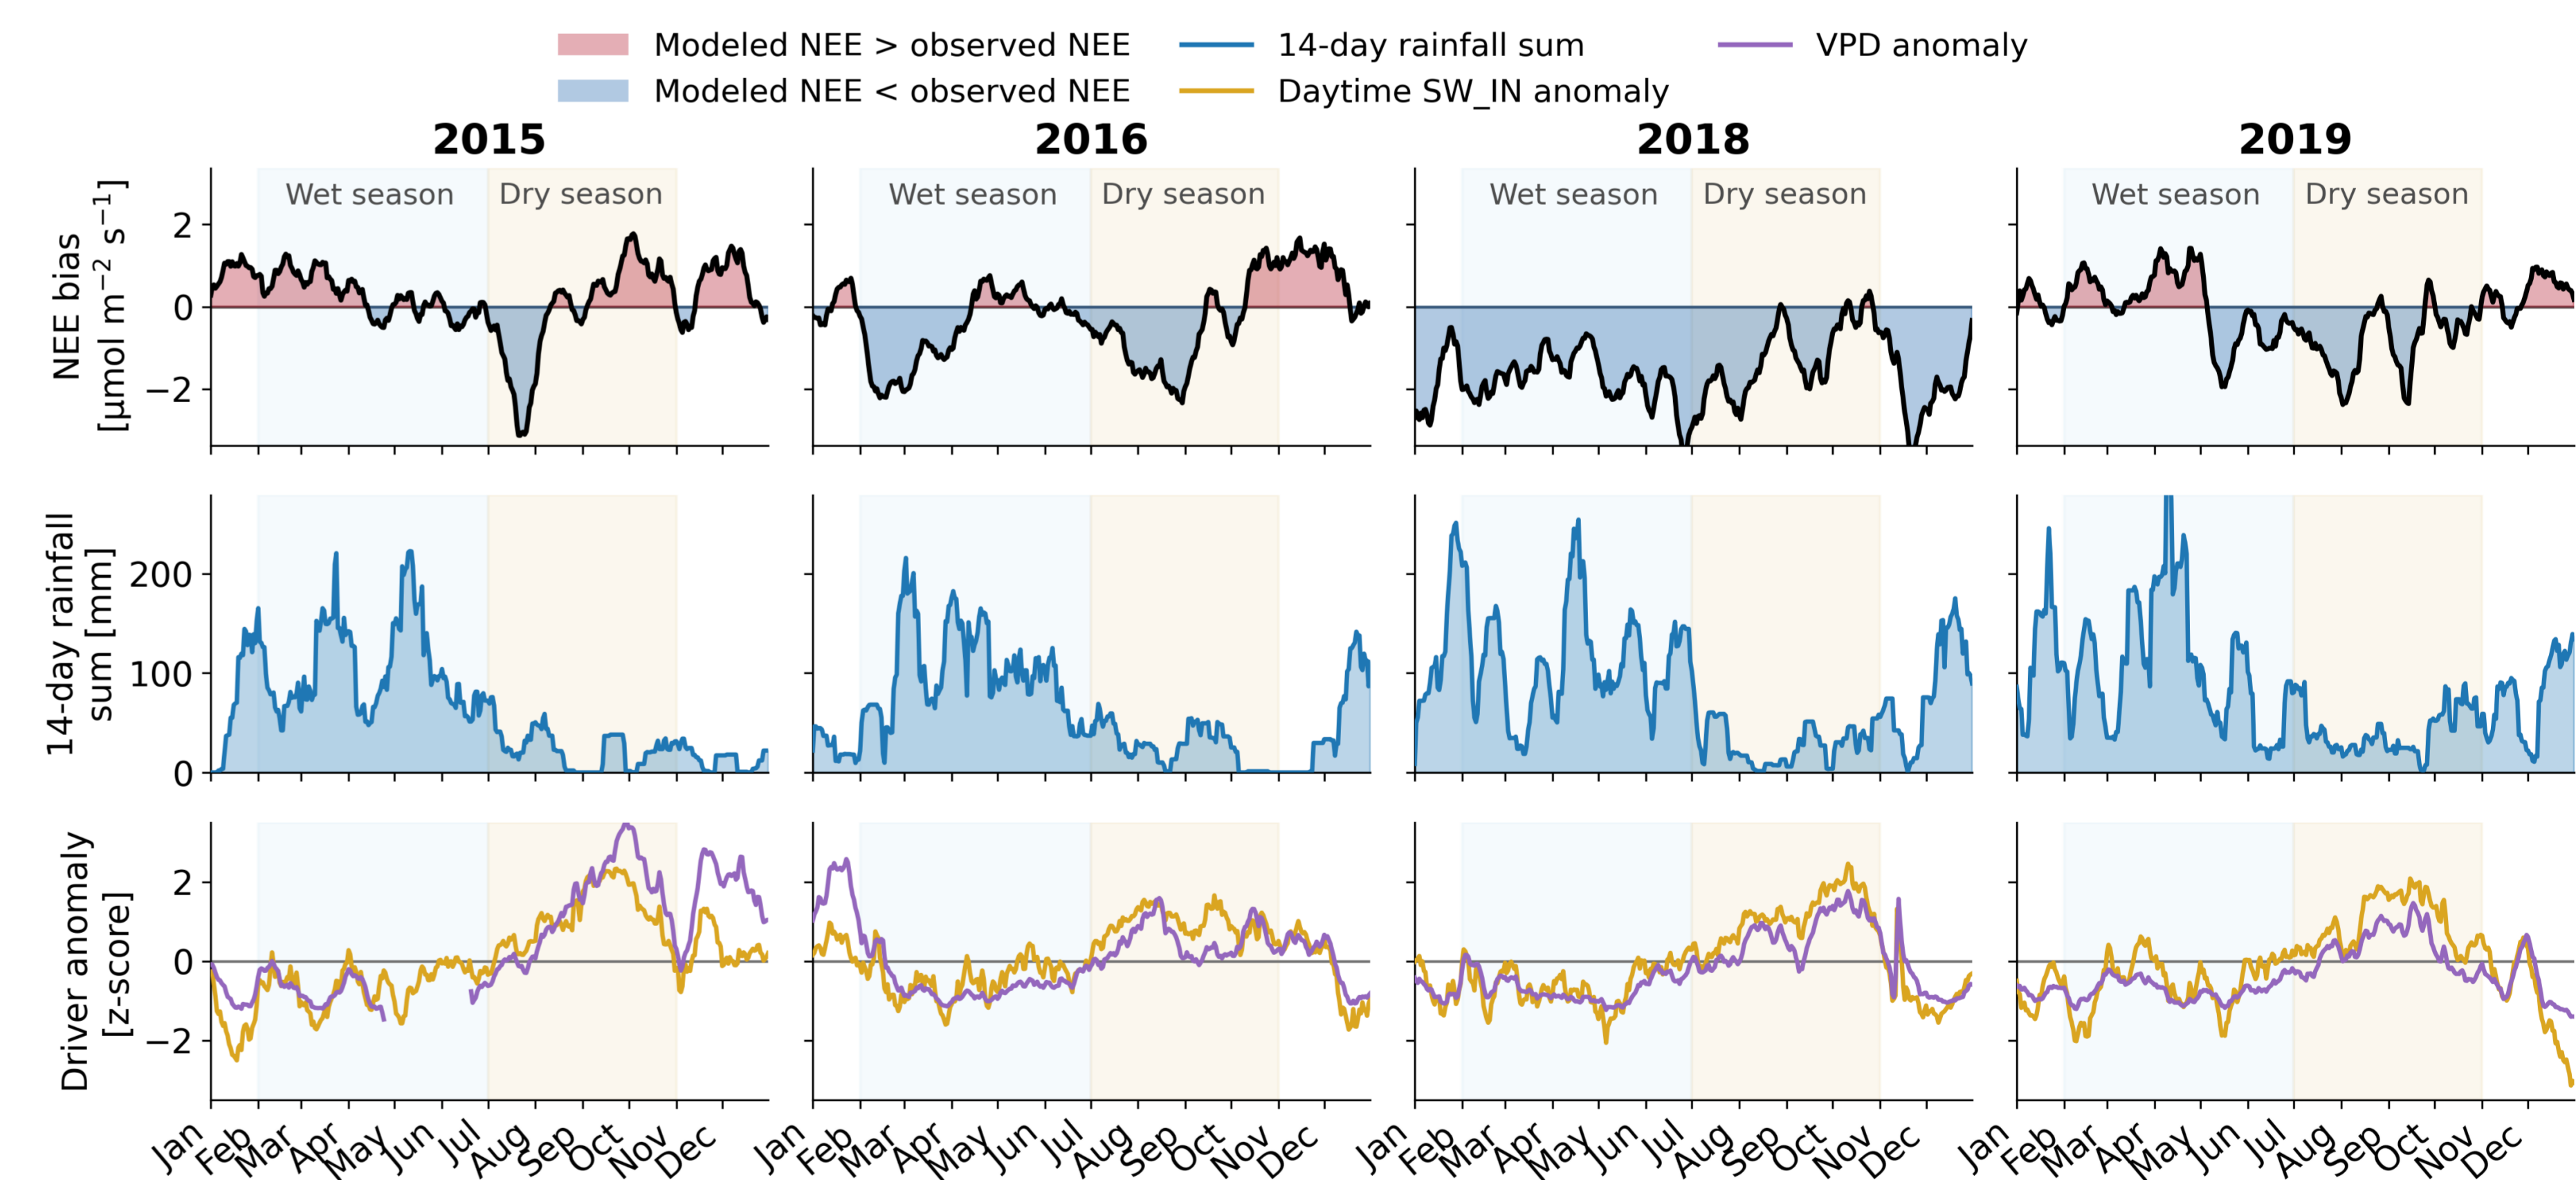 Modeled NEE > observed NEE
Modeled NEE < observed NEE
14-day rainfall sum
Daytime SW_IN anomaly
VPD anomaly
2015
2016
2018
2019
NEE bias
[μmol m⁻² s⁻¹]
2
0
−2
Wet season
Dry season
Wet season
Dry season
Wet season
Dry season
Wet season
Dry season
14-day rainfall
sum [mm]
200
100
0
Driver anomaly
[z-score]
2
0
−2
Jan Feb Mar Apr May Jun Jul Aug Sep Oct Nov Dec
Jan Feb Mar Apr May Jun Jul Aug Sep Oct Nov Dec
Jan Feb Mar Apr May Jun Jul Aug Sep Oct Nov Dec
Jan Feb Mar Apr May Jun Jul Aug Sep Oct Nov Dec